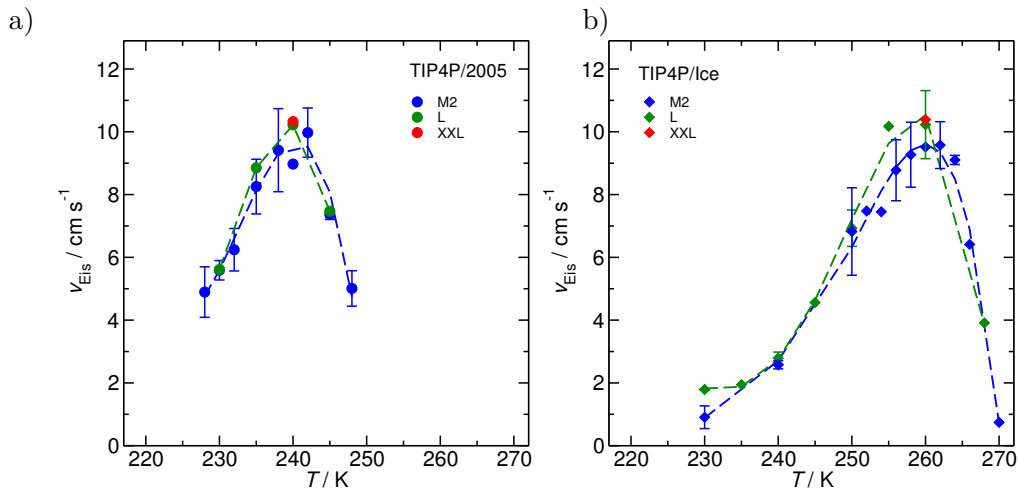 a)
TIP4P/2005
M2
L
XXL
12
10
8
6
4
2
0
v_Eis / cm s⁻¹
220 230 240 250 260 270
T / K
b)
TIP4P/Ice
M2
L
XXL
12
10
8
6
4
2
0
v_Eis / cm s⁻¹
220 230 240 250 260 270
T / K